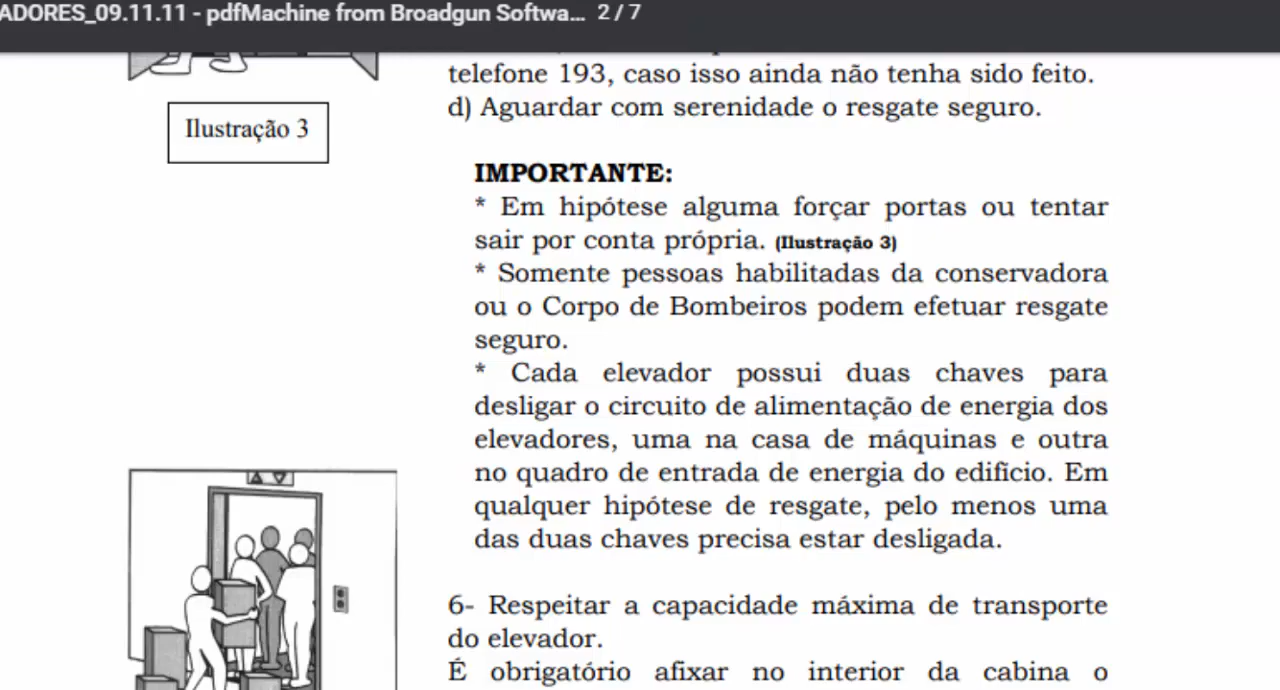 ADORES_09.11.11 - pdfMachine from Broadgun Softwa... 2 / 7
telefone 193, caso isso ainda não tenha sido feito.
d) Aguardar com serenidade o resgate seguro.
Ilustração 3
IMPORTANTE:
* Em hipótese alguma forçar portas ou tentar
sair por conta própria. (Ilustração 3)
* Somente pessoas habilitadas da conservadora
ou o Corpo de Bombeiros podem efetuar resgate
seguro.
* Cada elevador possui duas chaves para
desligar o circuito de alimentação de energia dos
elevadores, uma na casa de máquinas e outra
no quadro de entrada de energia do edifício. Em
qualquer hipótese de resgate, pelo menos uma
das duas chaves precisa estar desligada.
6- Respeitar a capacidade máxima de transporte
do elevador.
É obrigatório afixar no interior da cabina o